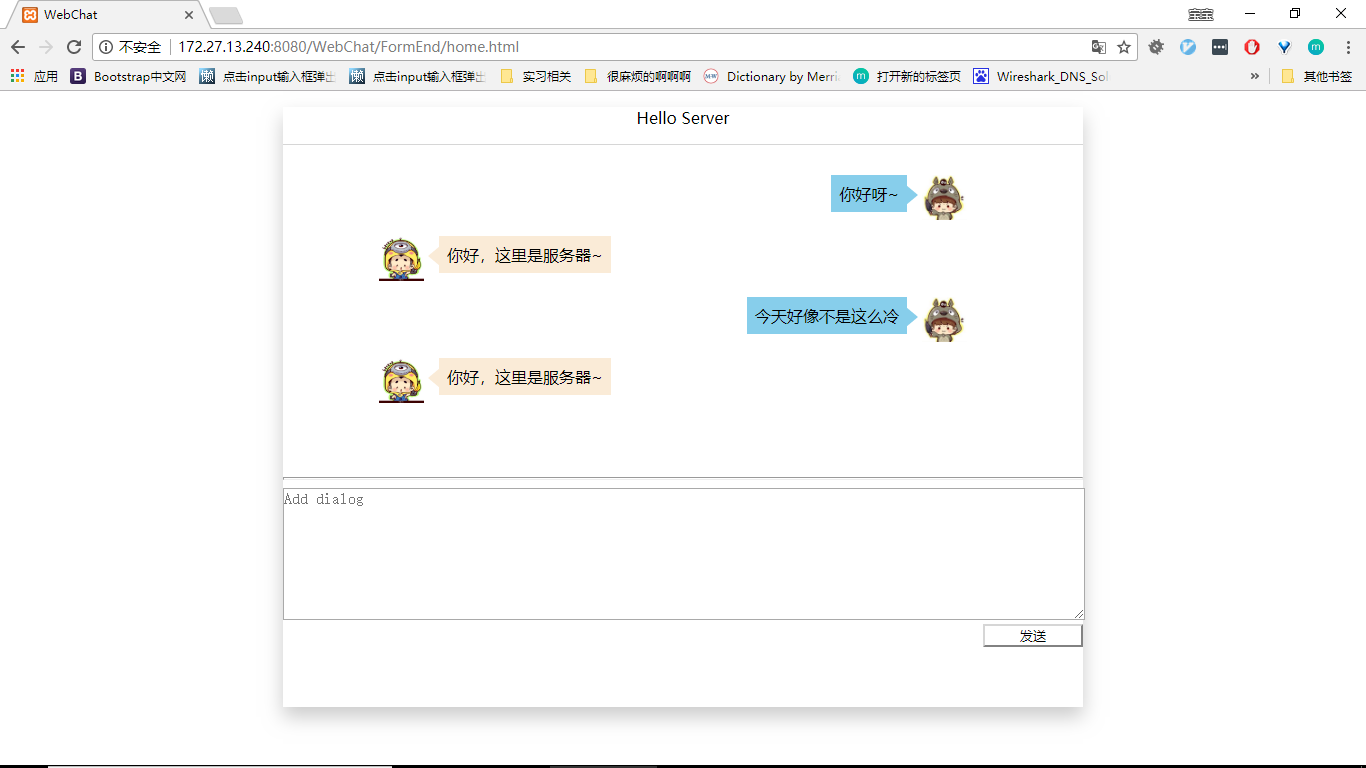 WebChat
宝宝
不安全 172.27.13.240:8080/WebChat/FormEnd/home.html
应用 Bootstrap中文网 点击input输入框弹出 点击input输入框弹出 实习相关 很麻烦的啊啊啊 Dictionary by Merria 打开新的标签页 Wireshark_DNS_Sol » 其他书签
Hello Server
你好呀~
你好，这里是服务器~
今天好像不是这么冷
你好，这里是服务器~
Add dialog
发送